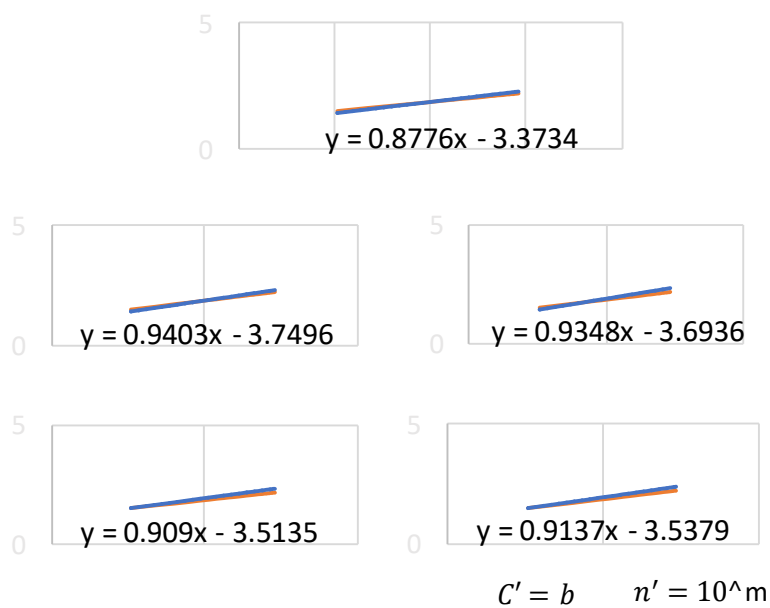 5
0
y = 0.8776x - 3.3734
5
0
y = 0.9403x - 3.7496
5
0
y = 0.9348x - 3.6936
5
0
y = 0.909x - 3.5135
5
0
y = 0.9137x - 3.5379
C′ = b n′ = 10^m